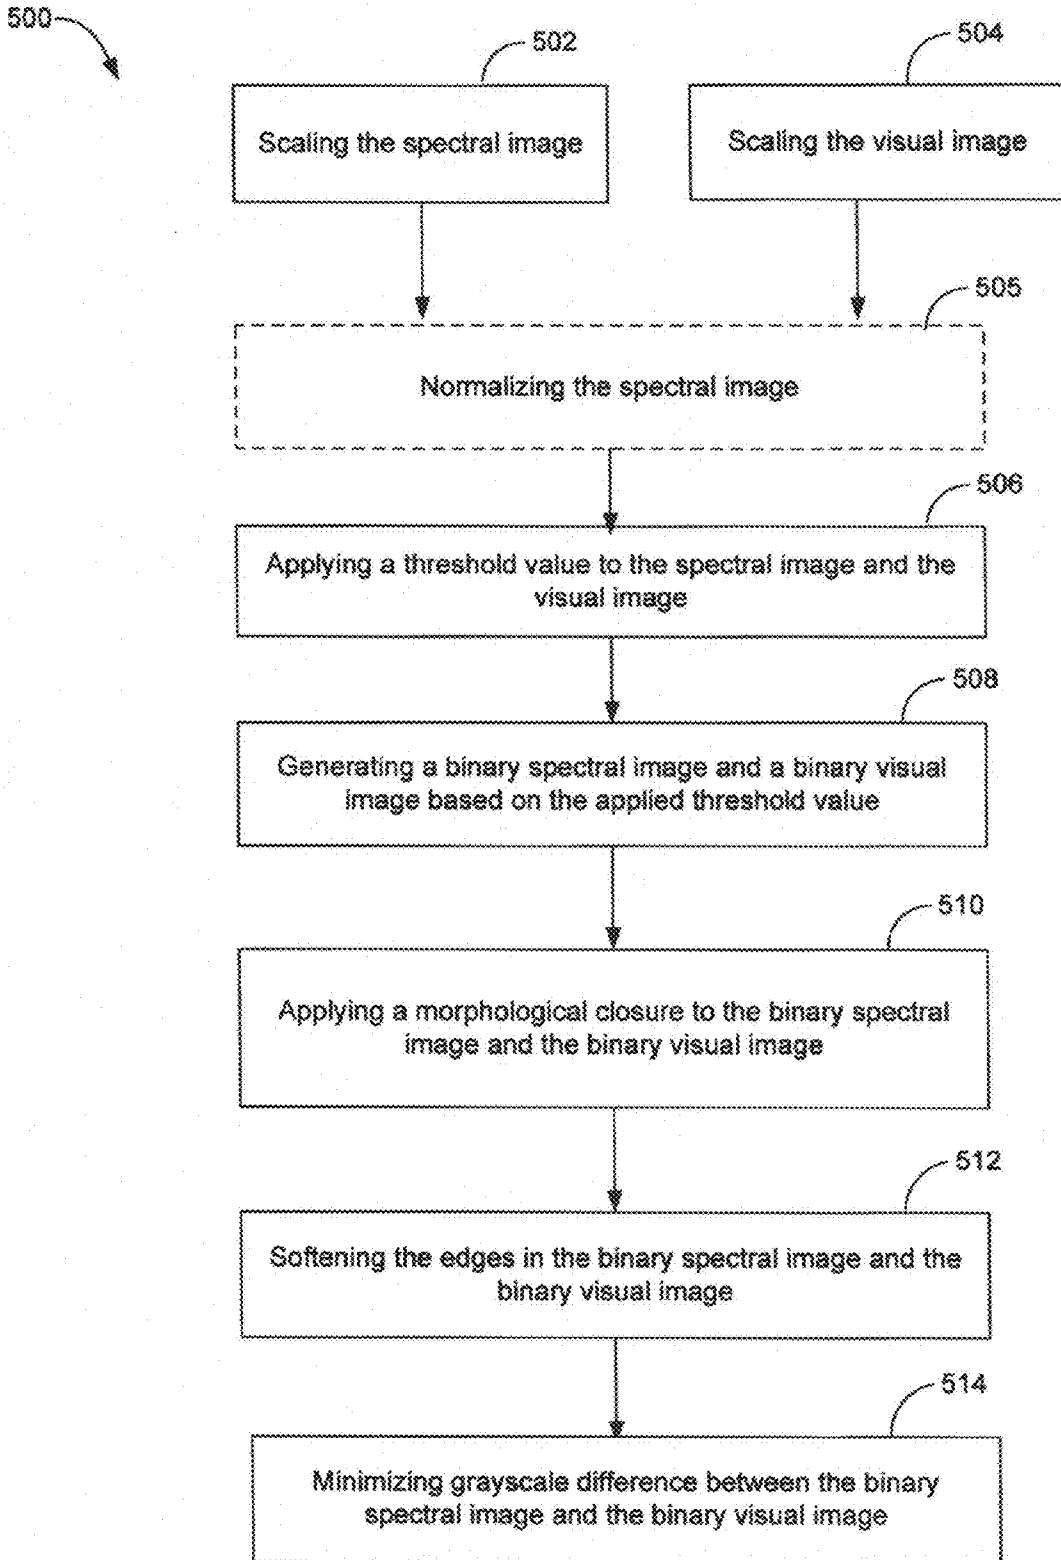 500
502
504
Scaling the spectral image
Scaling the visual image
505
Normalizing the spectral image
506
Applying a threshold value to the spectral image and the
visual image
508
Generating a binary spectral image and a binary visual
image based on the applied threshold value
510
Applying a morphological closure to the binary spectral
image and the binary visual image
512
Softening the edges in the binary spectral image and the
binary visual image
514
Minimizing grayscale difference between the binary
spectral image and the binary visual image